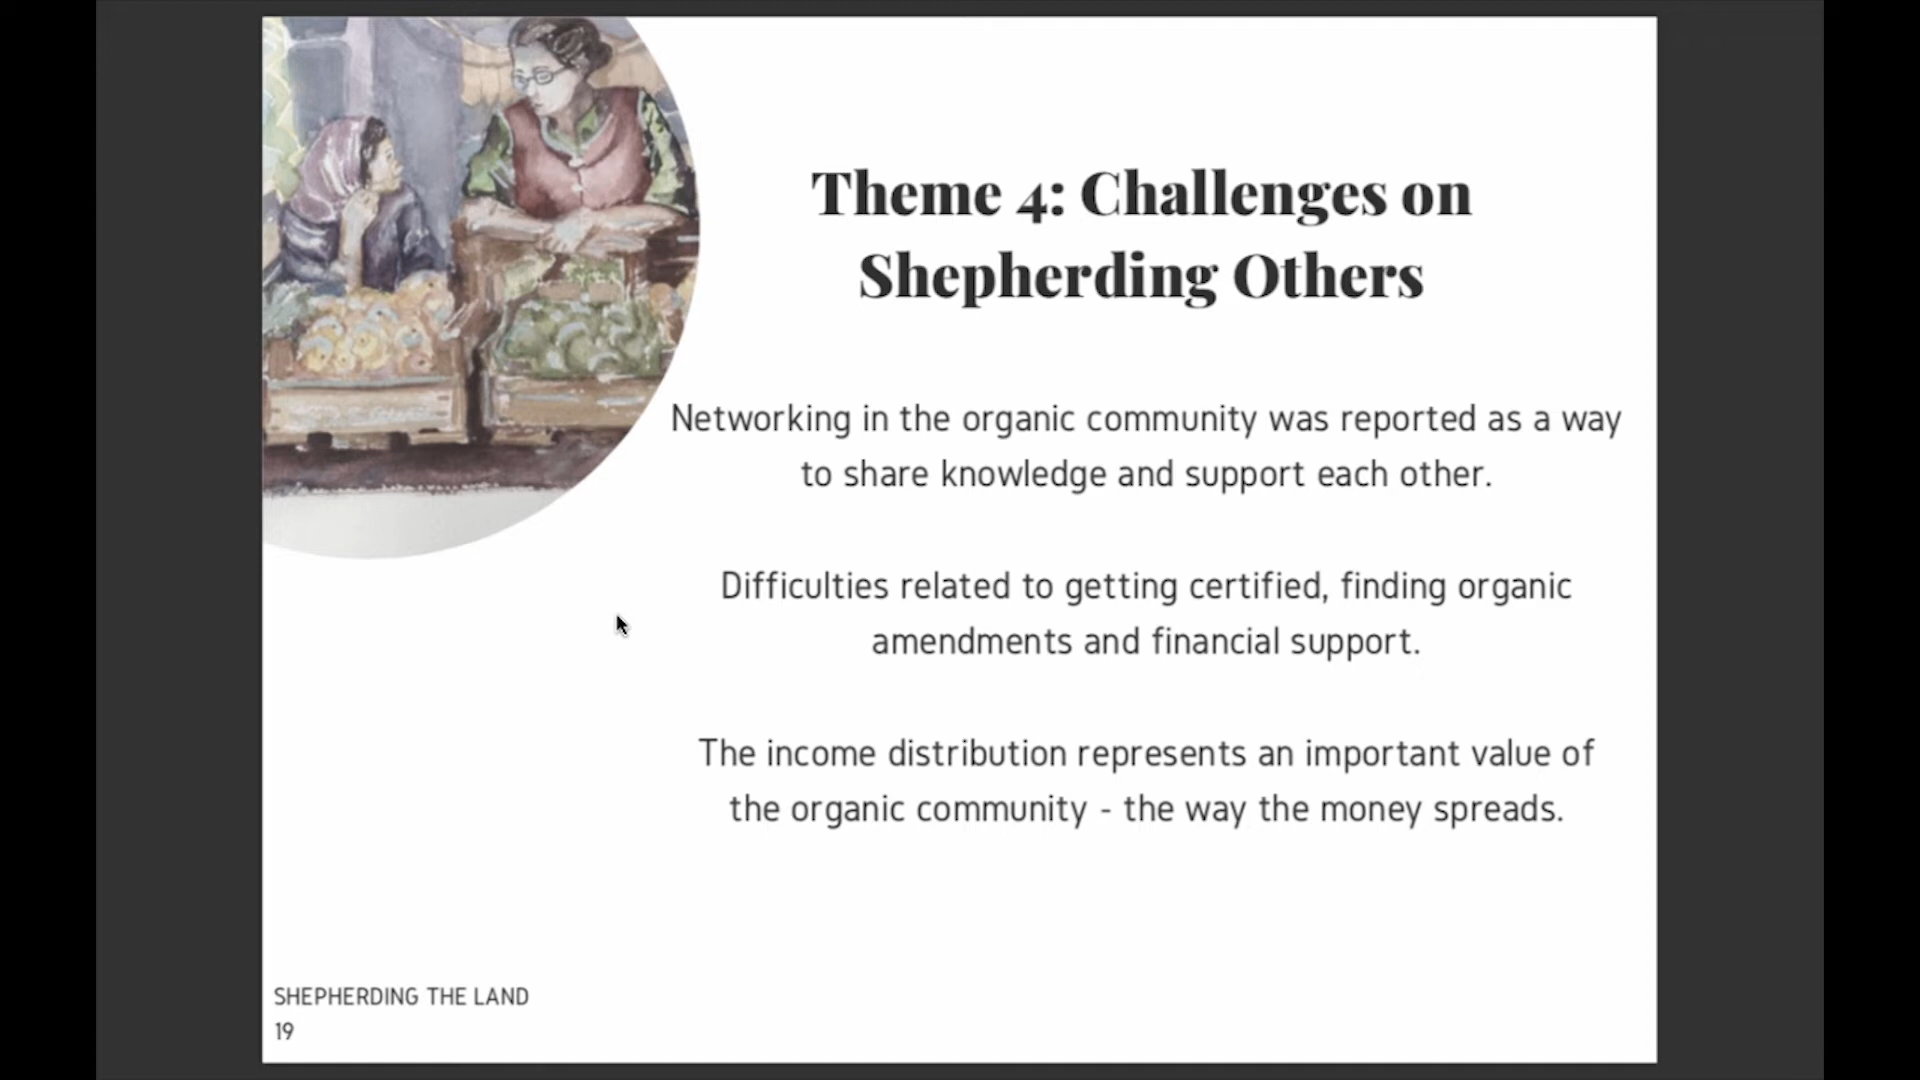 Theme 4: Challenges on
Shepherding Others
Networking in the organic community was reported as a way
to share knowledge and support each other.
Difficulties related to getting certified, finding organic
amendments and financial support.
The income distribution represents an important value of
the organic community - the way the money spreads.
SHEPHERDING THE LAND
19